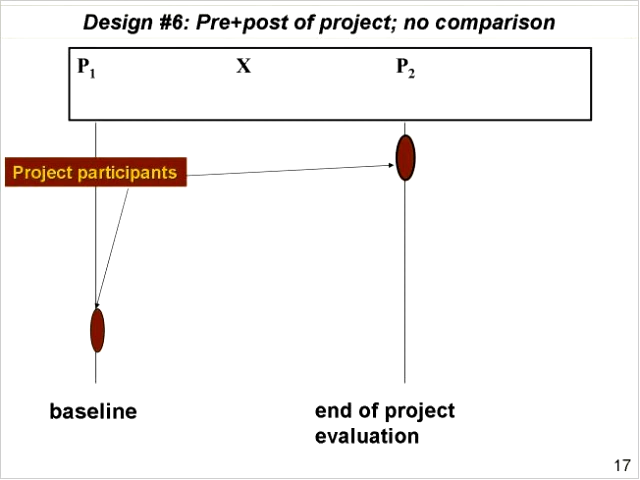 Design #6: Pre+post of project; no comparison
P1 X P2
Project participants
baseline
end of project
evaluation
17